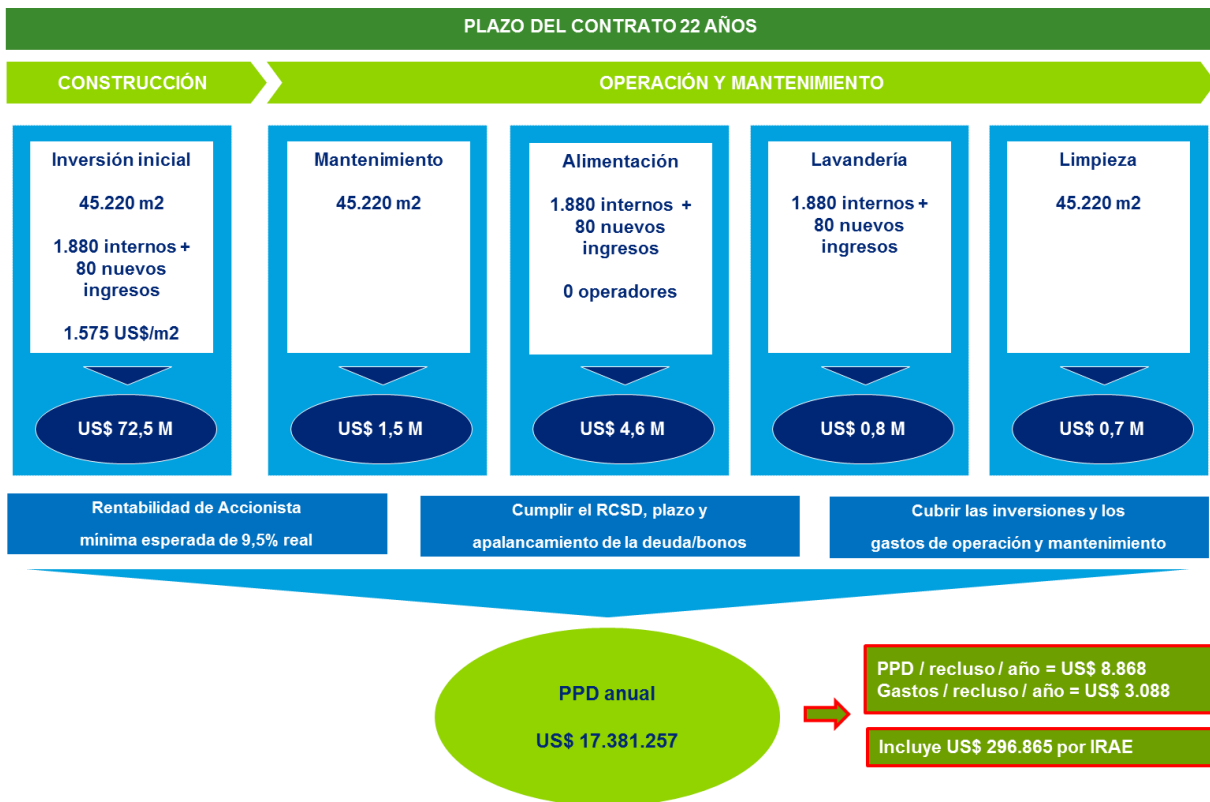 PLAZO DEL CONTRATO 22 AÑOS
CONSTRUCCIÓN
OPERACIÓN Y MANTENIMIENTO
Inversión inicial
45.220 m2
1.880 internos +
80 nuevos
ingresos
1.575 US$/m2
US$ 72,5 M
Mantenimiento
45.220 m2
US$ 1,5 M
Alimentación
1.880 internos +
80 nuevos
ingresos
0 operadores
US$ 4,6 M
Lavandería
1.880 internos +
80 nuevos
ingresos
US$ 0,8 M
Limpieza
45.220 m2
US$ 0,7 M
Rentabilidad de Accionista
mínima esperada de 9,5% real
Cumplir el RCSD, plazo y
apalancamiento de la deuda/bonos
Cubrir las inversiones y los
gastos de operación y mantenimiento
PPD anual
US$ 17.381.257
PPD / recluso / año = US$ 8.868
Gastos / recluso / año = US$ 3.088
Incluye US$ 296.865 por IRAE